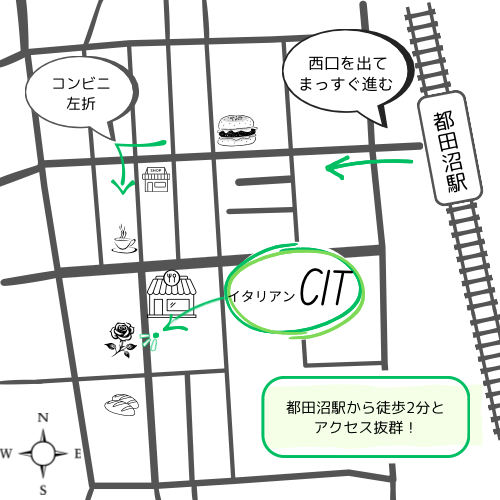 西口を出て
まっすぐ進む
コンビニ
左折
都田沼駅
SHOP
イタリアン CIT
都田沼駅から徒歩2分と
アクセス抜群！
N
W E
S